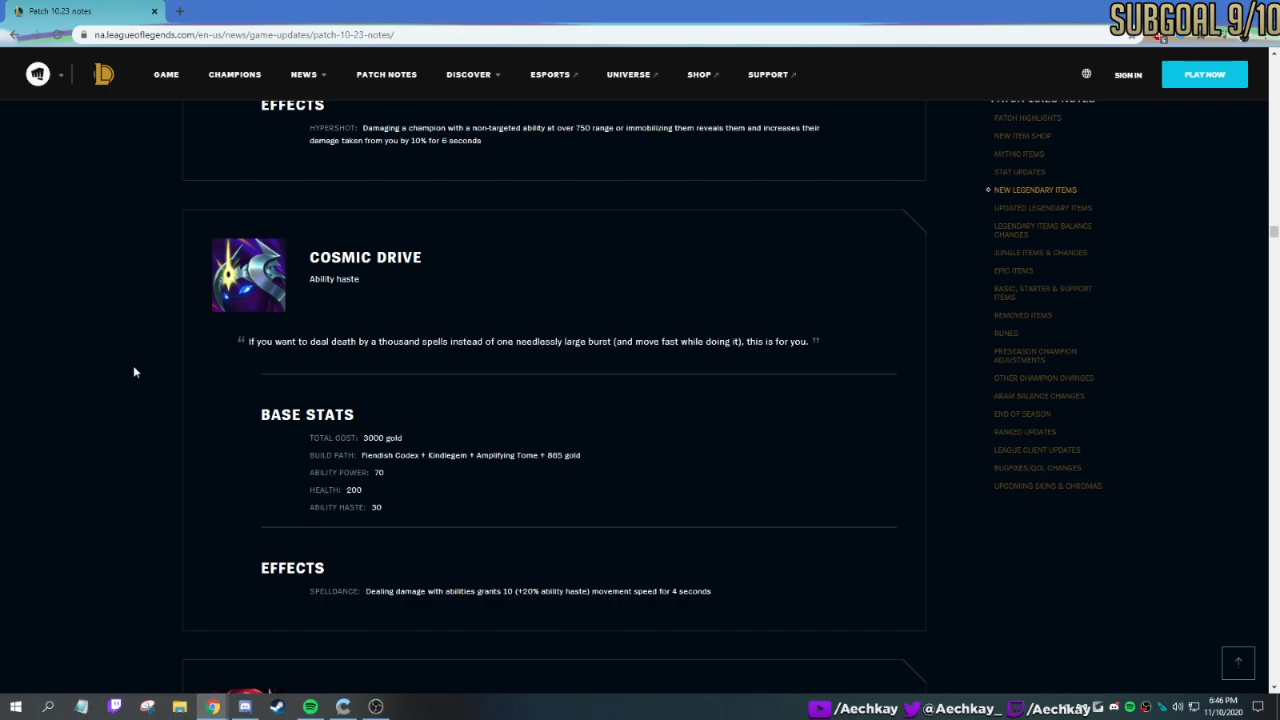 Patch 10.23 notes
SUBGOAL 9/10
na.leagueoflegends.com/en-us/news/game-updates/patch-10-23-notes/
GAME
CHAMPIONS
NEWS
PATCH NOTES
DISCOVER
ESPORTS
UNIVERSE
SHOP
SUPPORT
SIGN IN
PLAY NOW
EFFECTS
HYPERSHOT: Damaging a champion with a non-targeted ability at over 750 range or immobilizing them reveals them and increases their
damage taken from you by 10% for 6 seconds
COSMIC DRIVE
Ability haste
“ If you want to deal death by a thousand spells instead of one needlessly large burst (and move fast while doing it), this is for you. ”
BASE STATS
TOTAL COST: 3000 gold
BUILD PATH: Fiendish Codex + Kindlegem + Amplifying Tome + 865 gold
ABILITY POWER: 70
HEALTH: 200
ABILITY HASTE: 30
EFFECTS
SPELLDANCE: Dealing damage with abilities grants 10 (+20% ability haste) movement speed for 4 seconds
PATCH 10.23 NOTES
PATCH HIGHLIGHTS
NEW ITEM SHOP
MYTHIC ITEMS
STAT UPDATES
NEW LEGENDARY ITEMS
UPDATED LEGENDARY ITEMS
LEGENDARY ITEMS BALANCE
CHANGES
JUNGLE ITEMS & CHANGES
EPIC ITEMS
BASIC, STARTER & SUPPORT
ITEMS
REMOVED ITEMS
RUNES
PRESEASON CHAMPION
ADJUSTMENTS
OTHER CHAMPION CHANGES
ARAM BALANCE CHANGES
END OF SEASON
RANKED UPDATES
LEAGUE CLIENT UPDATES
BUGFIXES/QOL CHANGES
UPCOMING SKINS & CHROMAS
/Aechkay
@Aechkay_
/Aechkay
6:46 PM
11/10/2020